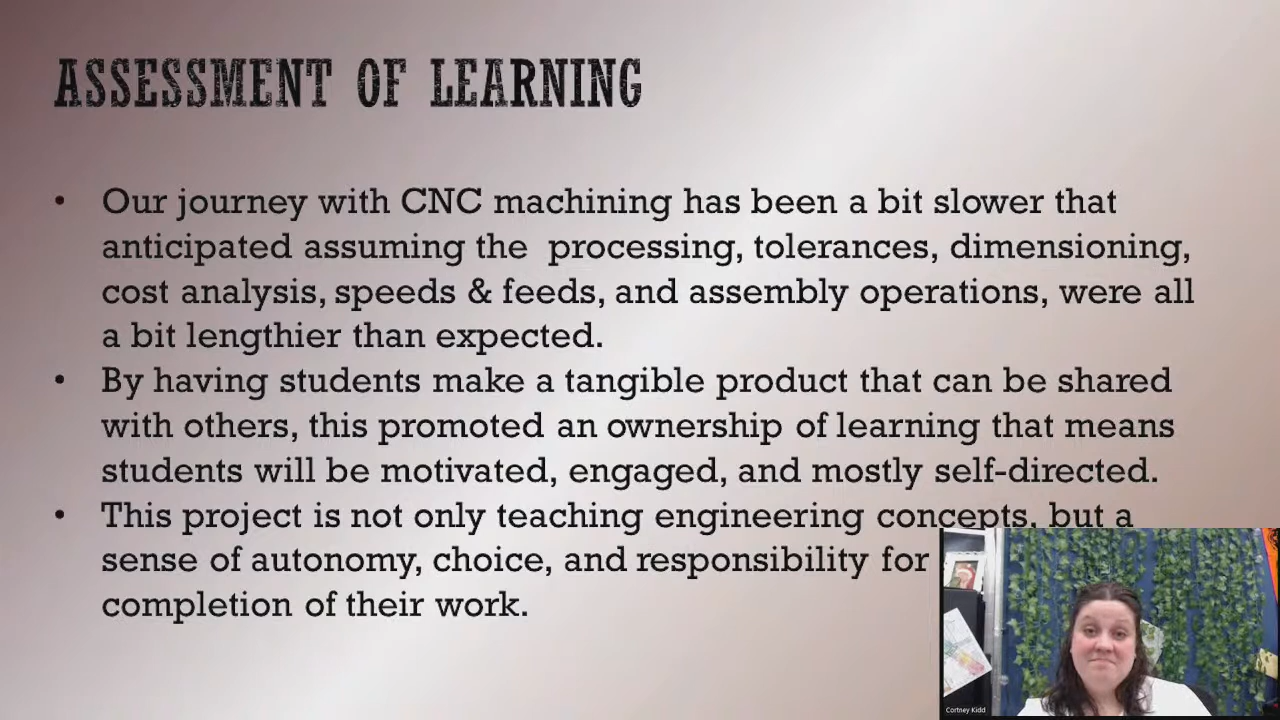 ASSESSMENT OF LEARNING
• Our journey with CNC machining has been a bit slower that
anticipated assuming the  processing, tolerances, dimensioning,
cost analysis, speeds & feeds, and assembly operations, were all
a bit lengthier than expected.
• By having students make a tangible product that can be shared
with others, this promoted an ownership of learning that means
students will be motivated, engaged, and mostly self-directed.
• This project is not only teaching engineering concepts, but a
sense of autonomy, choice, and responsibility for
completion of their work.
Cortney Kidd